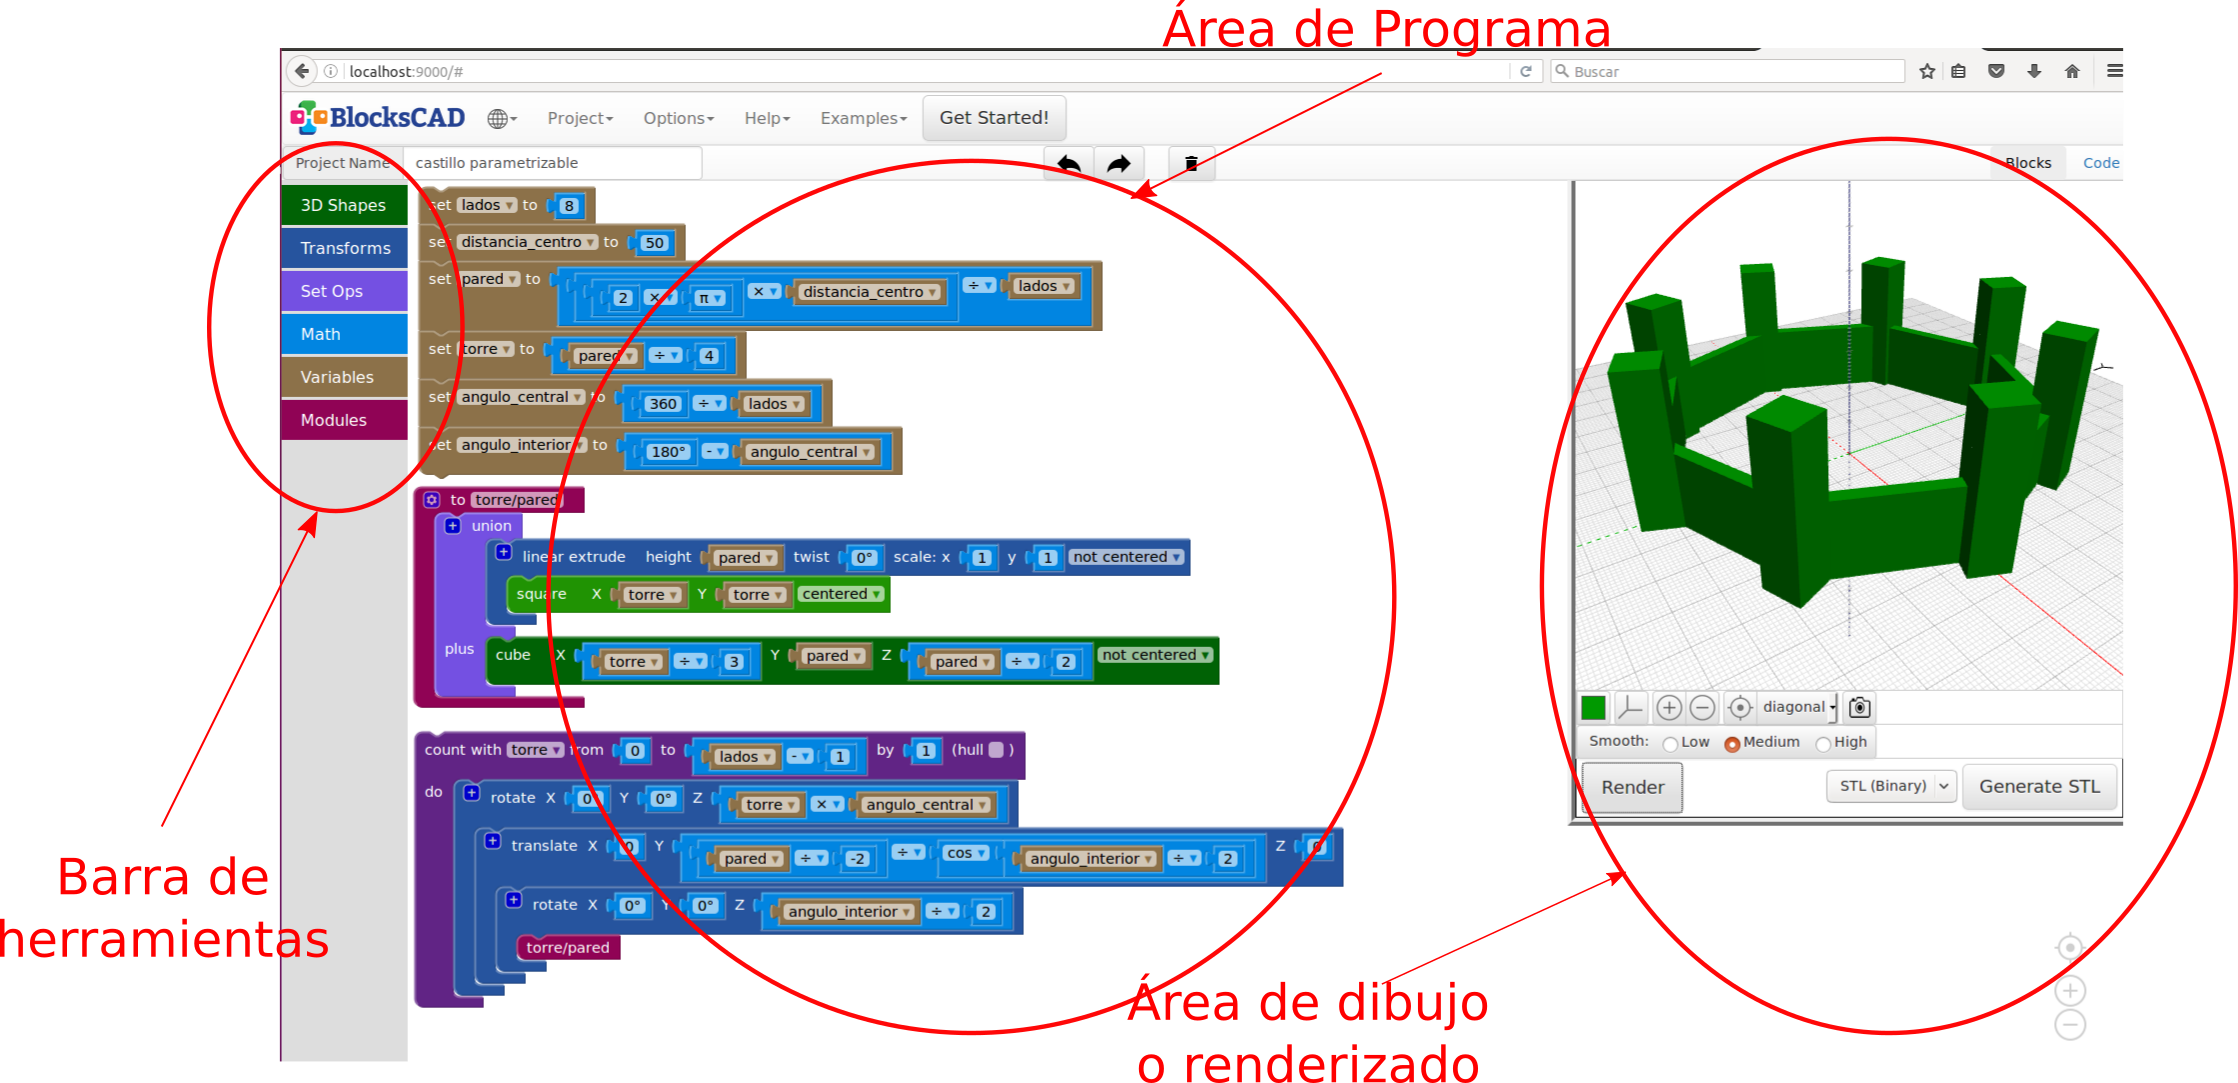 Área de Programa
localhost:9000/#
Buscar
BlocksCAD
Project
Options
Help
Examples
Get Started!
Project Name
castillo parametrizable
Blocks
Code
3D Shapes
Transforms
Set Ops
Math
Variables
Modules
set lados to 8
set distancia_centro to 50
set pared to 2 × π × distancia_centro ÷ lados
set torre to pared ÷ 4
set angulo_central to 360 ÷ lados
set angulo_interior to 180° - angulo_central
to torre/pared
+ union
+ linear extrude height pared twist 0° scale: x 1 y 1 not centered
square X torre Y torre centered
plus cube X torre ÷ 3 Y pared Z pared ÷ 2 not centered
count with torre from 0 to lados - 1 by 1 (hull )
do + rotate X 0° Y 0° Z torre × angulo_central
+ translate X 0 Y pared ÷ -2 ÷ cos angulo_interior ÷ 2 Z 0
+ rotate X 0° Y 0° Z angulo_interior ÷ 2
torre/pared
diagonal
Smooth: Low Medium High
Render
STL (Binary)
Generate STL
Barra de
herramientas
Área de dibujo
o renderizado